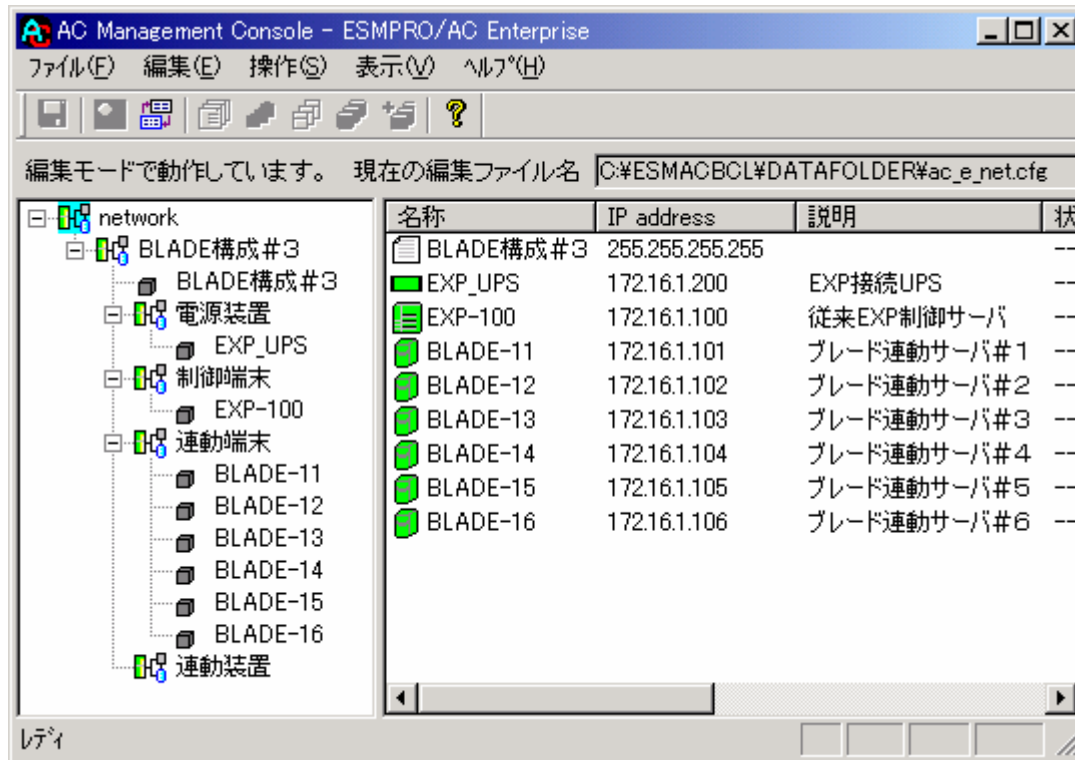 AC Management Console - ESMPRO/AC Enterprise
ファイル(F) 編集(E) 操作(S) 表示(V) ヘルプ(H)
編集モードで動作しています。 現在の編集ファイル名 C:¥ESMACBCL¥DATAFOLDER¥ac_e_net.cfg
network
BLADE構成#3
BLADE構成#3
電源装置
EXP_UPS
制御端末
EXP-100
連動端末
BLADE-11
BLADE-12
BLADE-13
BLADE-14
BLADE-15
BLADE-16
連動装置
名称 IP address 説明 状
BLADE構成#3 255.255.255.255 --
EXP_UPS 172.16.1.200 EXP接続UPS --
EXP-100 172.16.1.100 従来EXP制御サーバ --
BLADE-11 172.16.1.101 ブレード連動サーバ#1 --
BLADE-12 172.16.1.102 ブレード連動サーバ#2 --
BLADE-13 172.16.1.103 ブレード連動サーバ#3 --
BLADE-14 172.16.1.104 ブレード連動サーバ#4 --
BLADE-15 172.16.1.105 ブレード連動サーバ#5 --
BLADE-16 172.16.1.106 ブレード連動サーバ#6 --
レディ